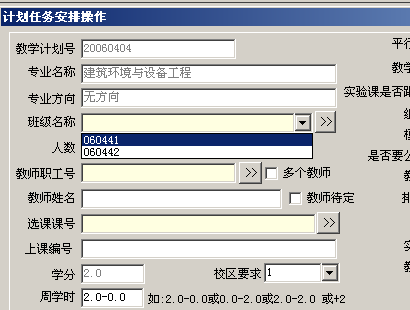 计划任务安排操作
教学计划号 20060404 平行
专业名称 建筑环境与设备工程 教学
专业方向 无方向 实验课是否跟
班级名称 >> 组
060441
人数 060442
是否要公
教师职工号 >> 多个教师 教
教师姓名 教师待定 排
选课课号 >>
上课编号 实
学分 2.0 校区要求 1 教
周学时 2.0-0.0 如:2.0-0.0或0.0-2.0或2.0-2.0 或+2